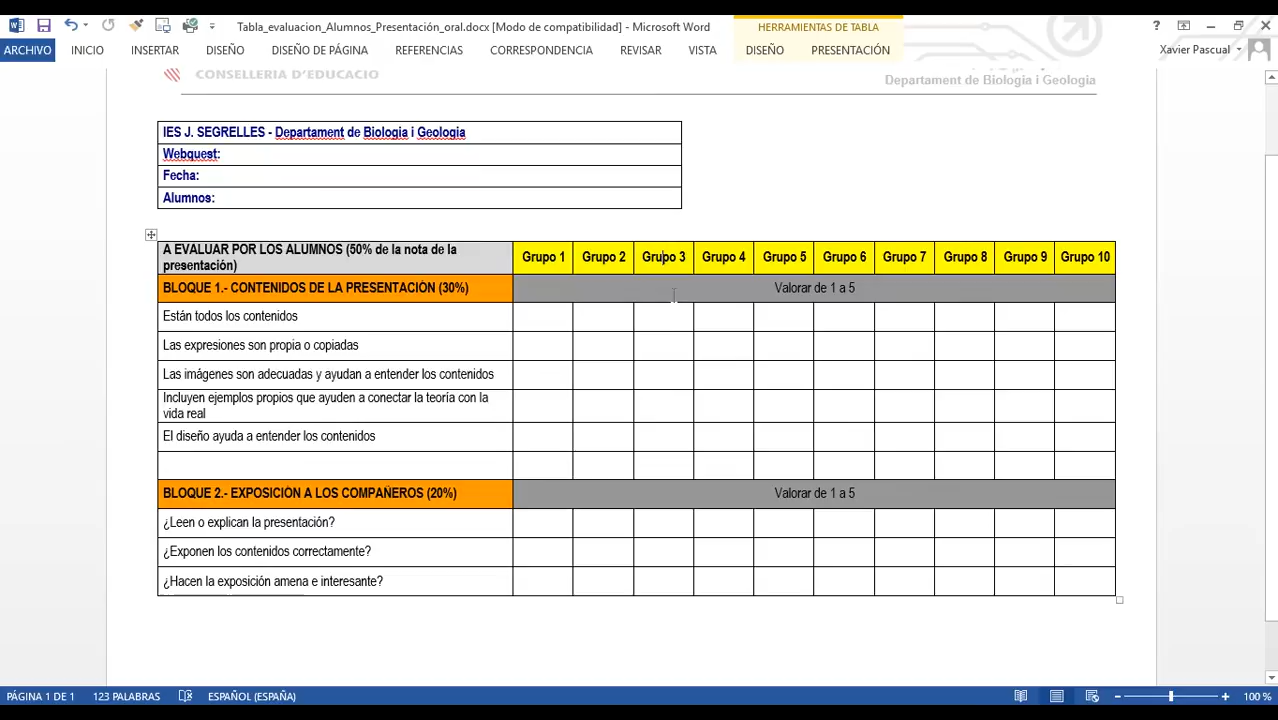 Tabla_evaluacion_Alumnos_Presentación_oral.docx [Modo de compatibilidad] - Microsoft Word
HERRAMIENTAS DE TABLA
?
ARCHIVO INICIO INSERTAR DISEÑO DISEÑO DE PÁGINA REFERENCIAS CORRESPONDENCIA REVISAR VISTA DISEÑO PRESENTACIÓN Xavier Pascual
CONSELLERIA D'EDUCACIÓ
Departament de Biologia i Geologia
IES J. SEGRELLES - Departament de Biologia i Geologia
Webquest:
Fecha:
Alumnos:
A EVALUAR POR LOS ALUMNOS (50% de la nota de la
presentación)
Grupo 1 Grupo 2 Grupo 3 Grupo 4 Grupo 5 Grupo 6 Grupo 7 Grupo 8 Grupo 9 Grupo 10
BLOQUE 1.- CONTENIDOS DE LA PRESENTACIÓN (30%) Valorar de 1 a 5
Están todos los contenidos
Las expresiones son propia o copiadas
Las imágenes son adecuadas y ayudan a entender los contenidos
Incluyen ejemplos propios que ayuden a conectar la teoría con la
vida real
El diseño ayuda a entender los contenidos
BLOQUE 2.- EXPOSICIÓN A LOS COMPAÑEROS (20%) Valorar de 1 a 5
¿Leen o explican la presentación?
¿Exponen los contenidos correctamente?
¿Hacen la exposición amena e interesante?
PÁGINA 1 DE 1 123 PALABRAS ESPAÑOL (ESPAÑA) 100 %